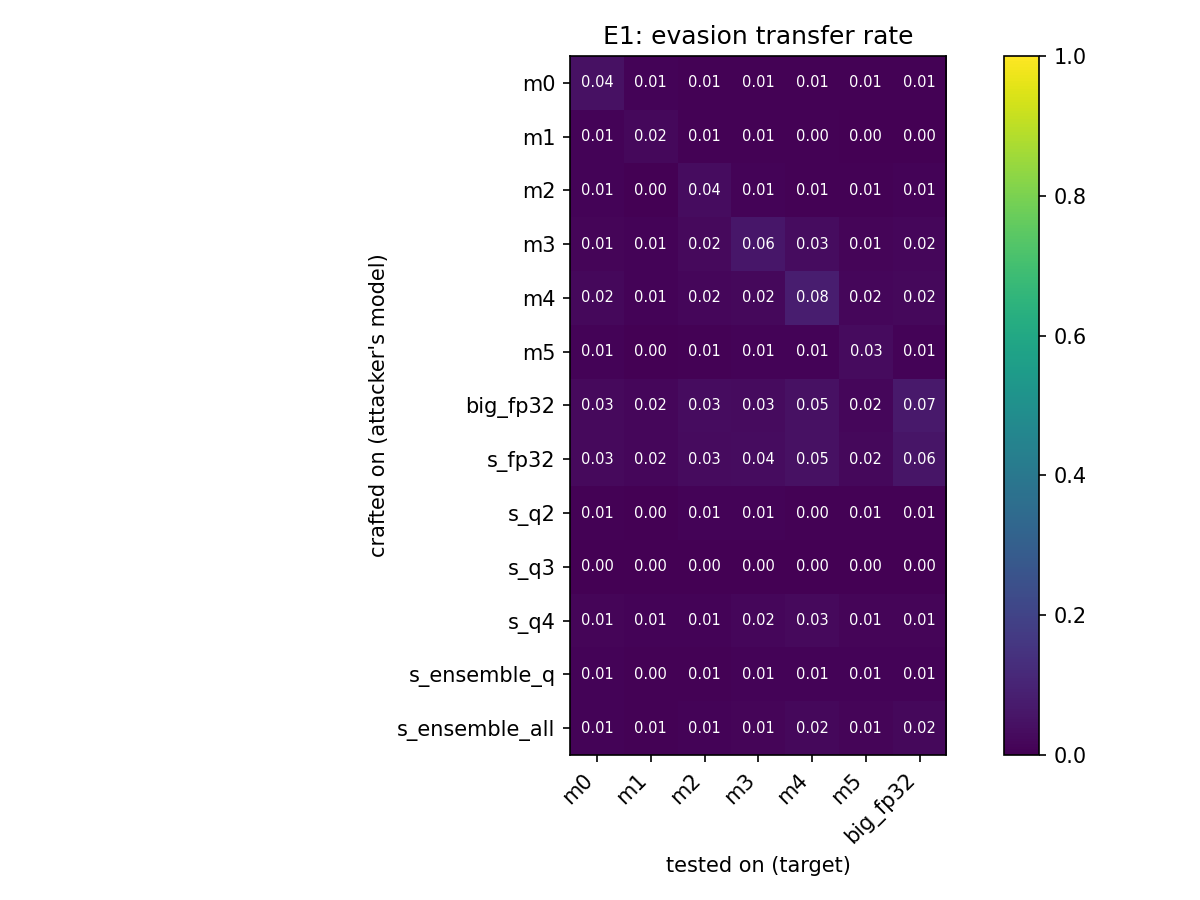 E1: evasion transfer rate
crafted on (attacker's model)
m0 0.04 0.01 0.01 0.01 0.01 0.01 0.01
m1 0.01 0.02 0.01 0.01 0.00 0.00 0.00
m2 0.01 0.00 0.04 0.01 0.01 0.01 0.01
m3 0.01 0.01 0.02 0.06 0.03 0.01 0.02
m4 0.02 0.01 0.02 0.02 0.08 0.02 0.02
m5 0.01 0.00 0.01 0.01 0.01 0.03 0.01
big_fp32 0.03 0.02 0.03 0.03 0.05 0.02 0.07
s_fp32 0.03 0.02 0.03 0.04 0.05 0.02 0.06
s_q2 0.01 0.00 0.01 0.01 0.00 0.01 0.01
s_q3 0.00 0.00 0.00 0.00 0.00 0.00 0.00
s_q4 0.01 0.01 0.01 0.02 0.03 0.01 0.01
s_ensemble_q 0.01 0.00 0.01 0.01 0.01 0.01 0.01
s_ensemble_all 0.01 0.01 0.01 0.01 0.02 0.01 0.02
m0 m1 m2 m3 m4 m5 big_fp32
tested on (target)
1.0
0.8
0.6
0.4
0.2
0.0